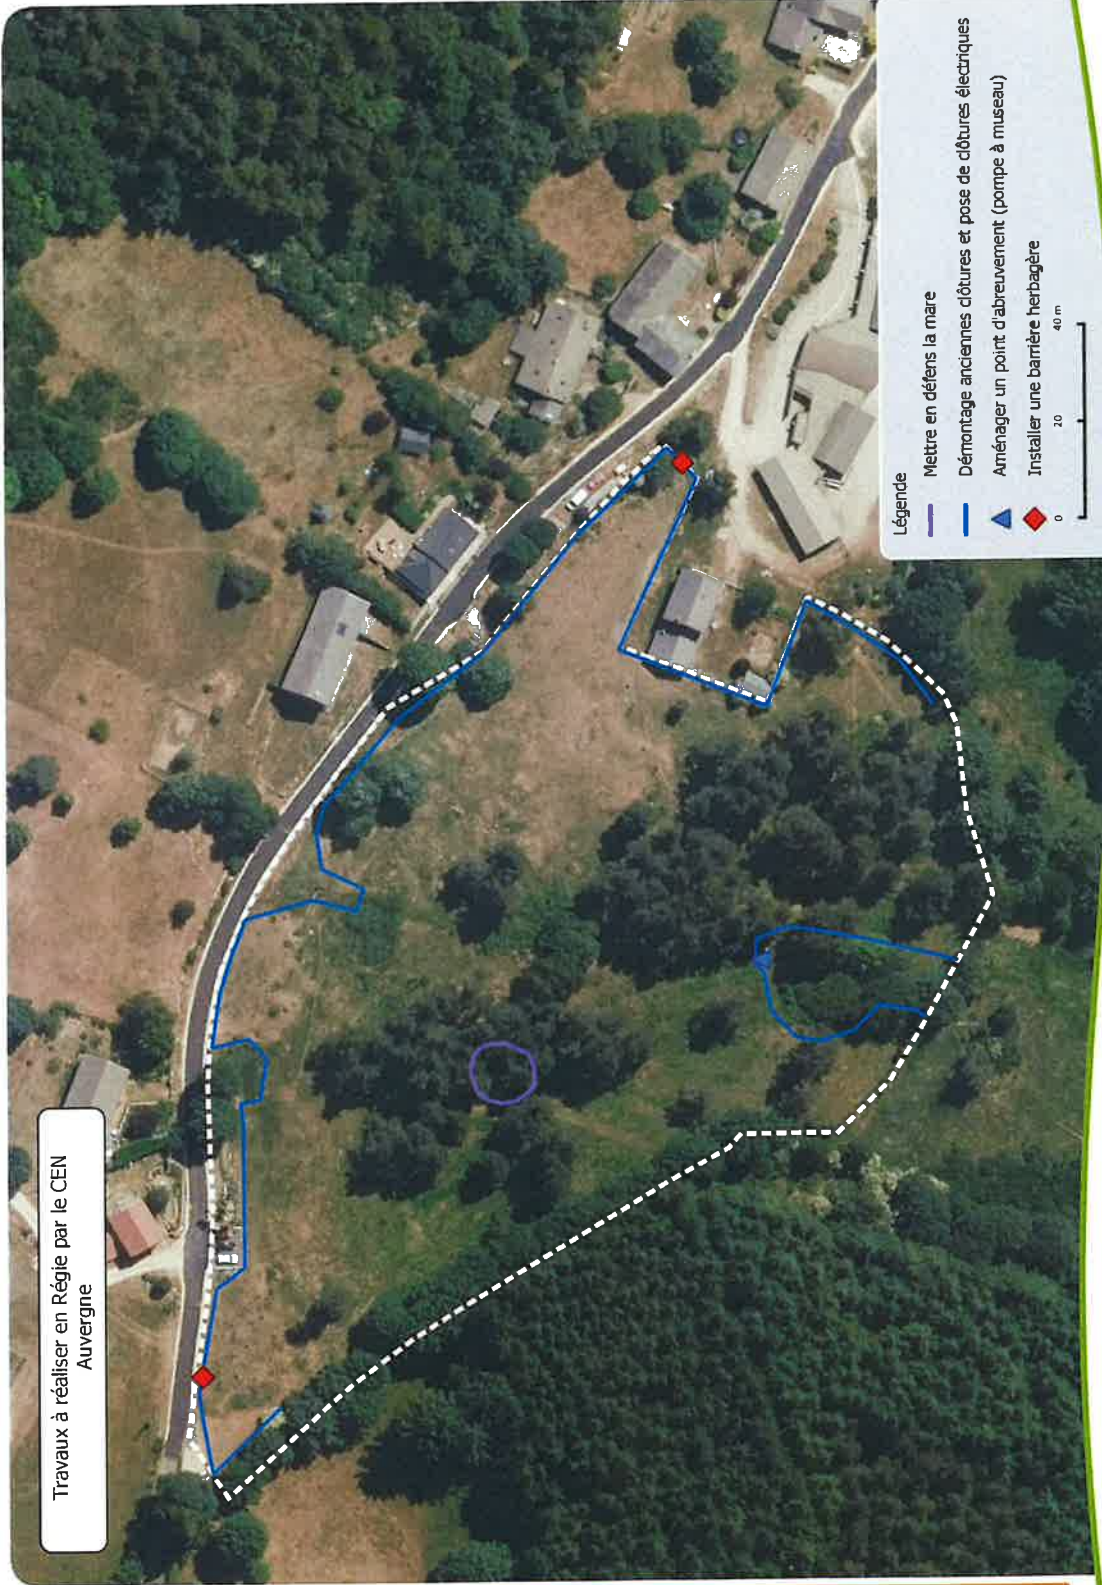 Travaux à réaliser en Régie par le CEN
Auvergne
Légende
Mettre en défens la mare
Démontage anciennes clôtures et pose de clôtures électriques
Aménager un point d'abreuvement (pompe à museau)
Installer une barrière herbagère
0 20 40 m